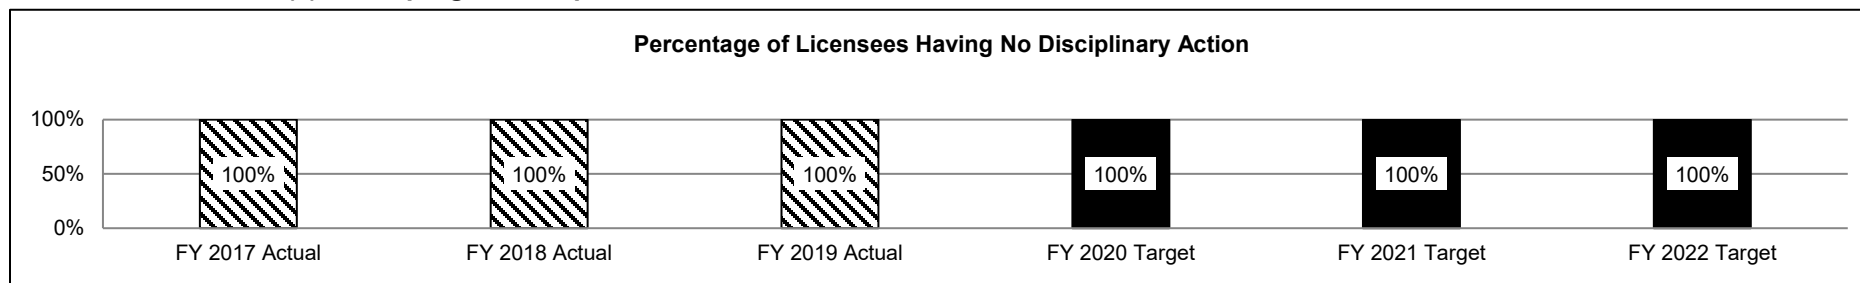 Percentage of Licensees Having No Disciplinary Action
100%
50%
0%
100% 100% 100% 100% 100% 100%
FY 2017 Actual FY 2018 Actual FY 2019 Actual FY 2020 Target FY 2021 Target FY 2022 Target